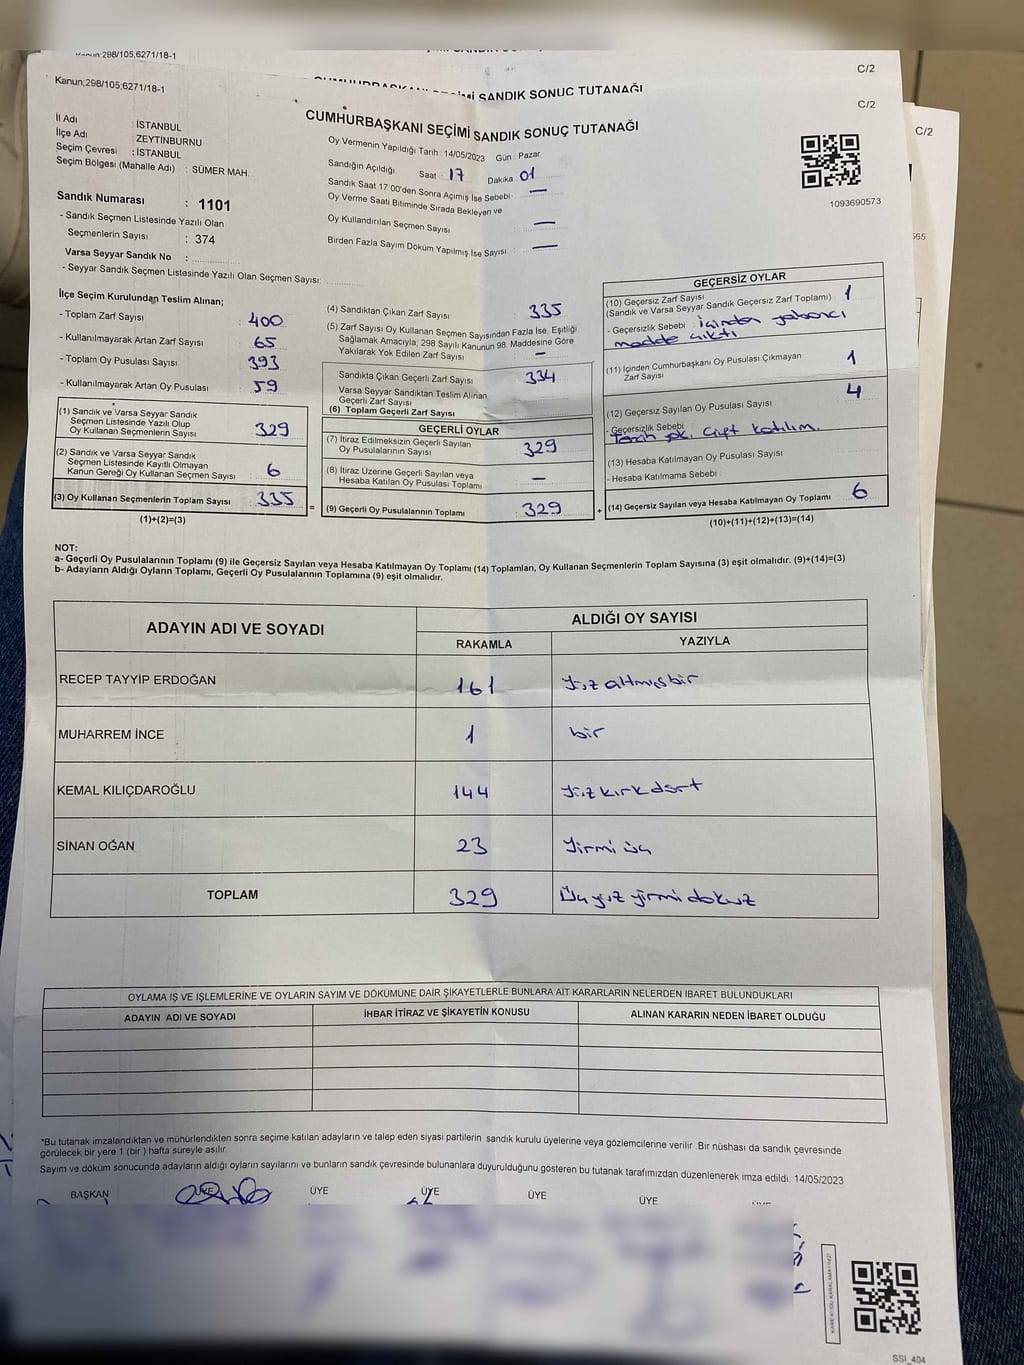 Kanun;298/105;6271/18-1
C/2
CUMHURBAŞKANI SEÇİMİ SANDIK SONUÇ TUTANAĞI
C/2
Kanun;298/105;6271/18-1
C/2
CUMHURBAŞKANI SEÇİMİ SANDIK SONUÇ TUTANAĞI
İl Adı : İSTANBUL
İlçe Adı : ZEYTİNBURNU
Seçim Çevresi : İSTANBUL
Seçim Bölgesi (Mahalle Adı) : SÜMER MAH.
Oy Vermenin Yapıldığı Tarih : 14/05/2023 Gün : Pazar
Sandığın Açıldığı Saat 17 Dakika 01
Sandık Saat 17:00'den Sonra Açılmış İse Sebebi : —
Oy Verme Saati Bitiminde Sırada Bekleyen ve
Oy Kullandırılan Seçmen Sayısı —
Birden Fazla Sayım Döküm Yapılmış İse Sayısı : —
1093690573
565
Sandık Numarası : 1101
- Sandık Seçmen Listesinde Yazılı Olan
Seçmenlerin Sayısı : 374
Varsa Seyyar Sandık No :
- Seyyar Sandık Seçmen Listesinde Yazılı Olan Seçmen Sayısı:
İlçe Seçim Kurulundan Teslim Alınan;
- Toplam Zarf Sayısı : 400
- Kullanılmayarak Artan Zarf Sayısı : 65
- Toplam Oy Pusulası Sayısı : 393
- Kullanılmayarak Artan Oy Pusulası : 59
(1) Sandık ve Varsa Seyyar Sandık
Seçmen Listesinde Yazılı Olup
Oy Kullanan Seçmenlerin Sayısı 329
(2) Sandık ve Varsa Seyyar Sandık
Seçmen Listesinde Kayıtlı Olmayan
Kanun Gereği Oy Kullanan Seçmen Sayısı 6
(3) Oy Kullanan Seçmenlerin Toplam Sayısı 335
=
(1)+(2)=(3)
(4) Sandıktan Çıkan Zarf Sayısı : 335
(5) Zarf Sayısı Oy Kullanan Seçmen Sayısından Fazla İse, Eşitliği
Sağlamak Amacıyla; 298 Sayılı Kanunun 98. Maddesine Göre
Yakılarak Yok Edilen Zarf Sayısı : —
Sandıkta Çıkan Geçerli Zarf Sayısı 334
Varsa Seyyar Sandıktan Teslim Alınan
Geçerli Zarf Sayısı
(6) Toplam Geçerli Zarf Sayısı
GEÇERLİ OYLAR
(7) İtiraz Edilmeksizin Geçerli Sayılan
Oy Pusulalarının Sayısı 329
(8) İtiraz Üzerine Geçerli Sayılan veya
Hesaba Katılan Oy Pusulası Toplamı —
(9) Geçerli Oy Pusulalarının Toplamı 329
+
GEÇERSİZ OYLAR
(10) Geçersiz Zarf Sayısı 1
(Sandık ve Varsa Seyyar Sandık Geçersiz Zarf Toplamı)
- Geçersizlik Sebebi : İçinden yabancı
madde çıktı
(11) İçinden Cumhurbaşkanı Oy Pusulası Çıkmayan
Zarf Sayısı 1
(12) Geçersiz Sayılan Oy Pusulası Sayısı 4
- Geçersizlik Sebebi
çift katılım.
(13) Hesaba Katılmayan Oy Pusulası Sayısı
- Hesaba Katılmama Sebebi :
(14) Geçersiz Sayılan veya Hesaba Katılmayan Oy Toplamı 6
(10)+(11)+(12)+(13)=(14)
NOT:
a- Geçerli Oy Pusulalarının Toplamı (9) ile Geçersiz Sayılan veya Hesaba Katılmayan Oy Toplamı (14) Toplamları, Oy Kullanan Seçmenlerin Toplam Sayısına (3) eşit olmalıdır. (9)+(14)=(3)
b- Adayların Aldığı Oyların Toplamı, Geçerli Oy Pusulalarının Toplamına (9) eşit olmalıdır.
ADAYIN ADI VE SOYADI
ALDIĞI OY SAYISI
RAKAMLA YAZIYLA
RECEP TAYYİP ERDOĞAN 161 Yüz altmışbir
MUHARREM İNCE 1 bir
KEMAL KILIÇDAROĞLU 144 Yüz kırk dört
SİNAN OĞAN 23 Yirmi üç
TOPLAM 329 Üç yüz yirmi dokuz
OYLAMA İŞ VE İŞLEMLERİNE VE OYLARIN SAYIM VE DÖKÜMÜNE DAİR ŞİKAYETLERLE BUNLARA AİT KARARLARIN NELERDEN İBARET BULUNDUKLARI
ADAYIN ADI VE SOYADI İHBAR İTİRAZ VE ŞİKAYETİN KONUSU ALINAN KARARIN NEDEN İBARET OLDUĞU
*Bu tutanak imzalandıktan ve mühürlendikten sonra seçime katılan adayların ve talep eden siyasi partilerin sandık kurulu üyelerine veya gözlemcilerine verilir. Bir nüshası da sandık çevresinde
görülecek bir yere 1 (bir) hafta süreyle asılır.
Sayım ve döküm sonucunda adayların aldığı oyların sayılarını ve bunların sandık çevresinde bulunanlara duyurulduğunu gösteren bu tutanak tarafımızdan düzenlenerek imza edildi. 14/05/2023
BAŞKAN ÜYE ÜYE ÜYE ÜYE ÜYE ÜYE
SSI_404